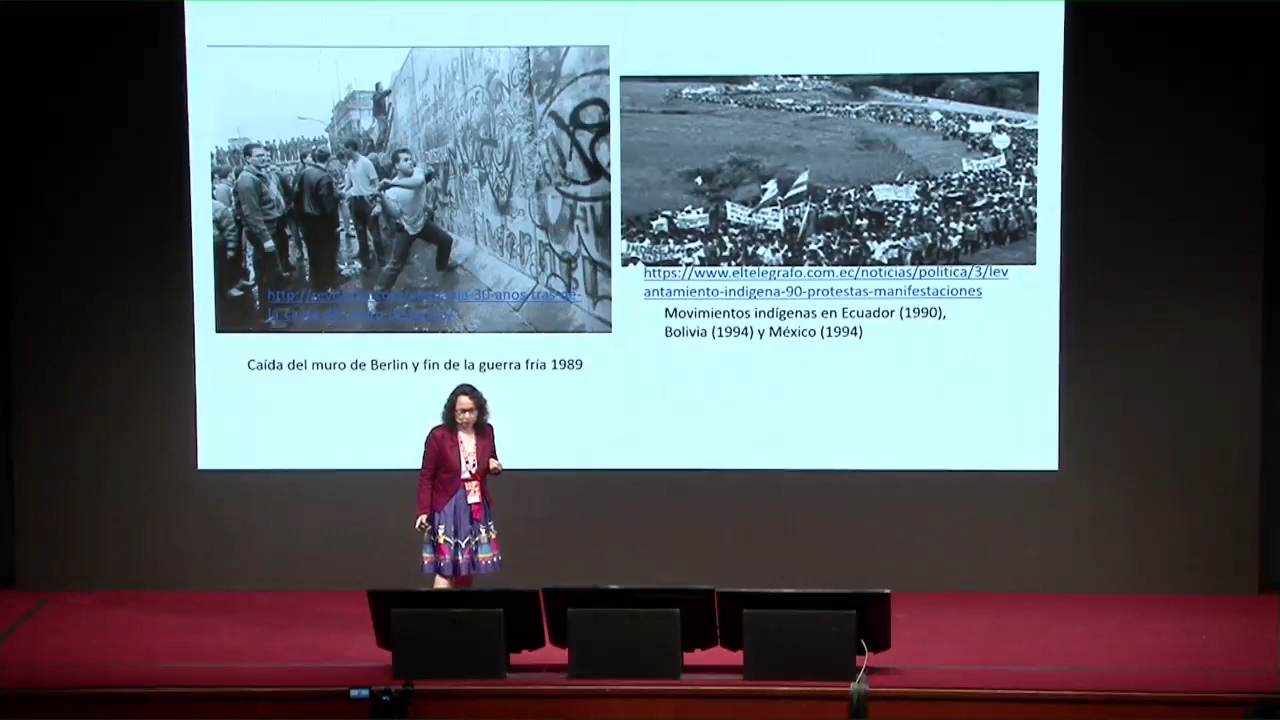 Caída del muro de Berlin y fin de la guerra fría 1989
https://www.eltelegrafo.com.ec/noticias/politica/3/lev
antamiento-indigena-90-protestas-manifestaciones
Movimientos indígenas en Ecuador (1990),
Bolivia (1994) y México (1994)